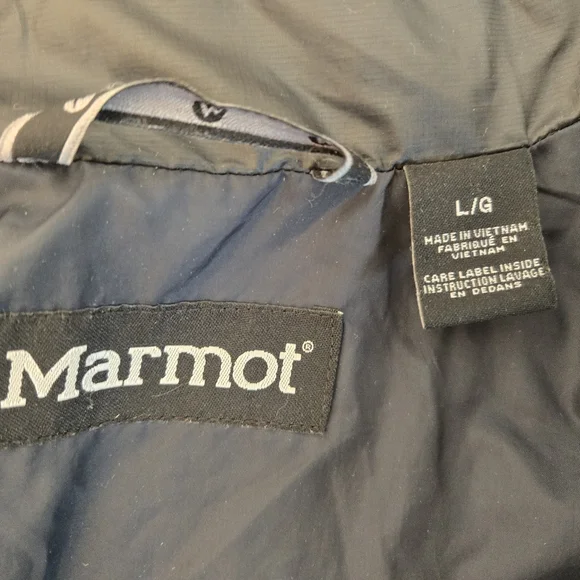 L/G
MADE IN VIETNAM
FABRIQUÉ EN
VIETNAM
CARE LABEL INSIDE
INSTRUCTION LAVAGE
EN DEDANS
Marmot®